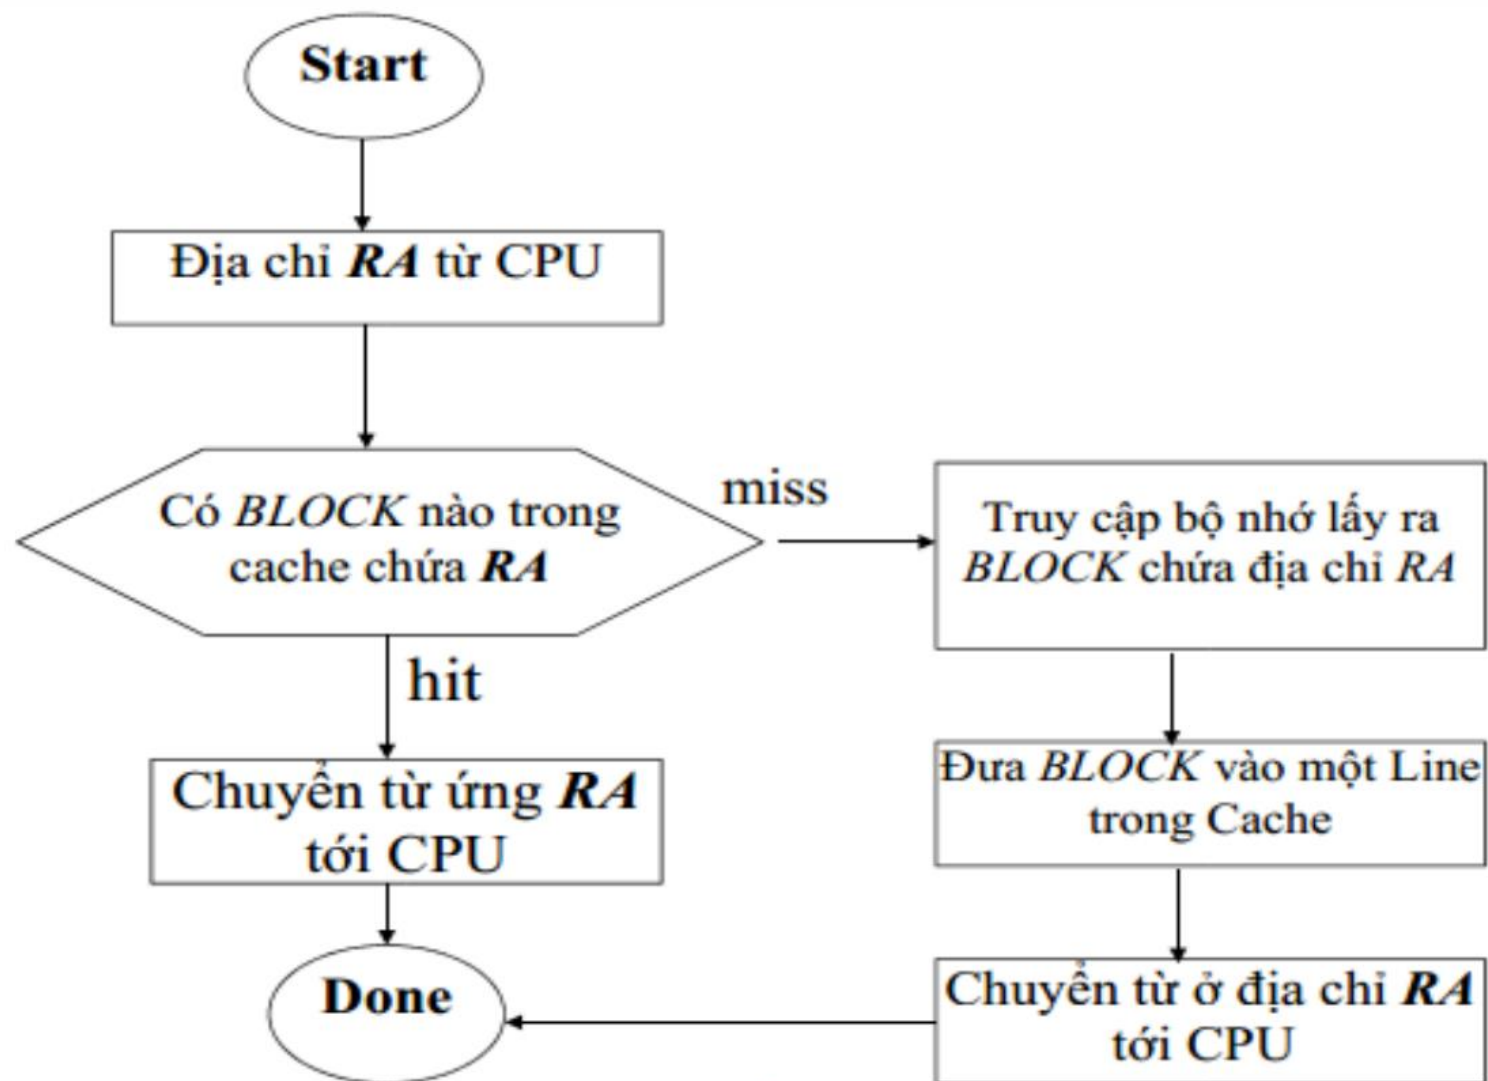 Start
Địa chỉ RA từ CPU
Có BLOCK nào trong
cache chứa RA
miss
Truy cập bộ nhớ lấy ra
BLOCK chứa địa chỉ RA
hit
Đưa BLOCK vào một Line
trong Cache
Chuyển từ ứng RA
tới CPU
Chuyển từ ở địa chỉ RA
tới CPU
Done